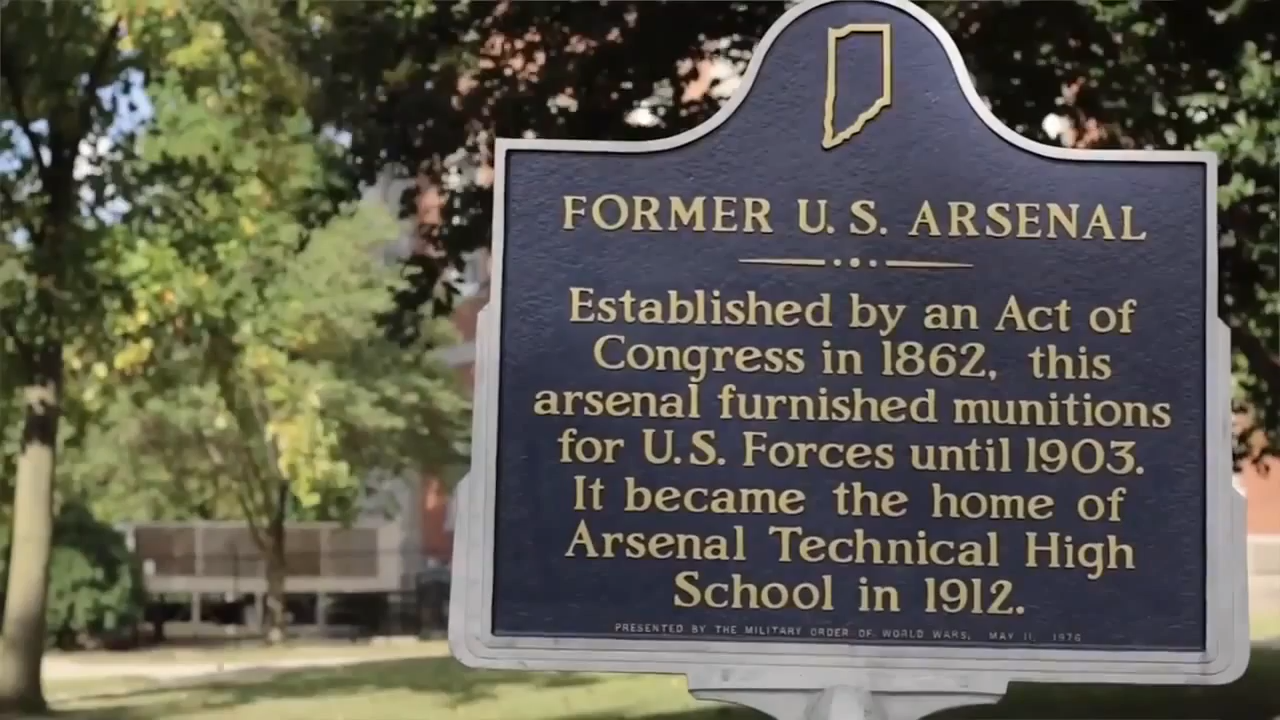 FORMER U.S. ARSENAL
Established by an Act of
Congress in 1862, this
arsenal furnished munitions
for U.S. Forces until 1903.
It became the home of
Arsenal Technical High
School in 1912.
PRESENTED BY THE MILITARY ORDER OF WORLD WARS, MAY 11, 1976